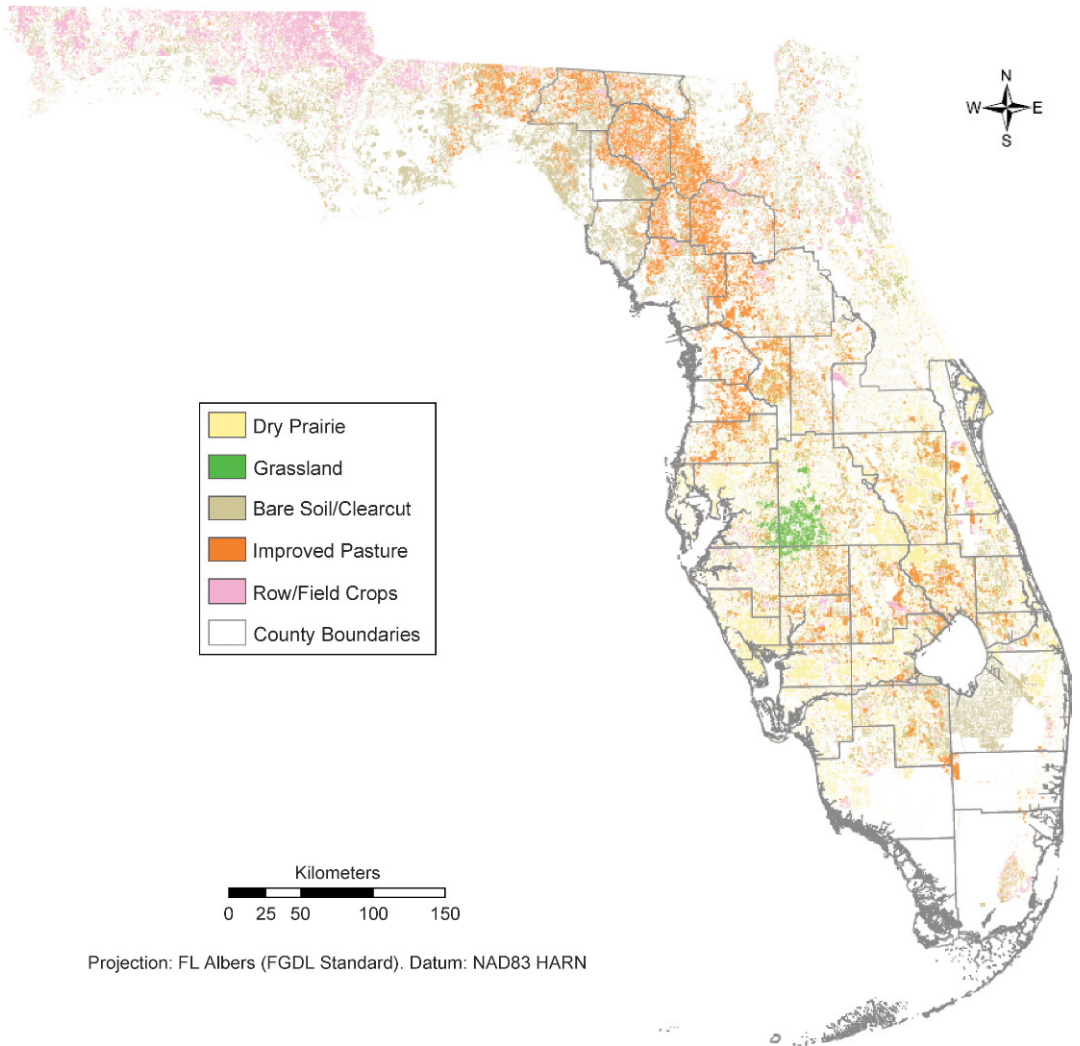 N
W E
S
Dry Prairie
Grassland
Bare Soil/Clearcut
Improved Pasture
Row/Field Crops
County Boundaries
Kilometers
0 25 50 100 150
Projection: FL Albers (FGDL Standard). Datum: NAD83 HARN